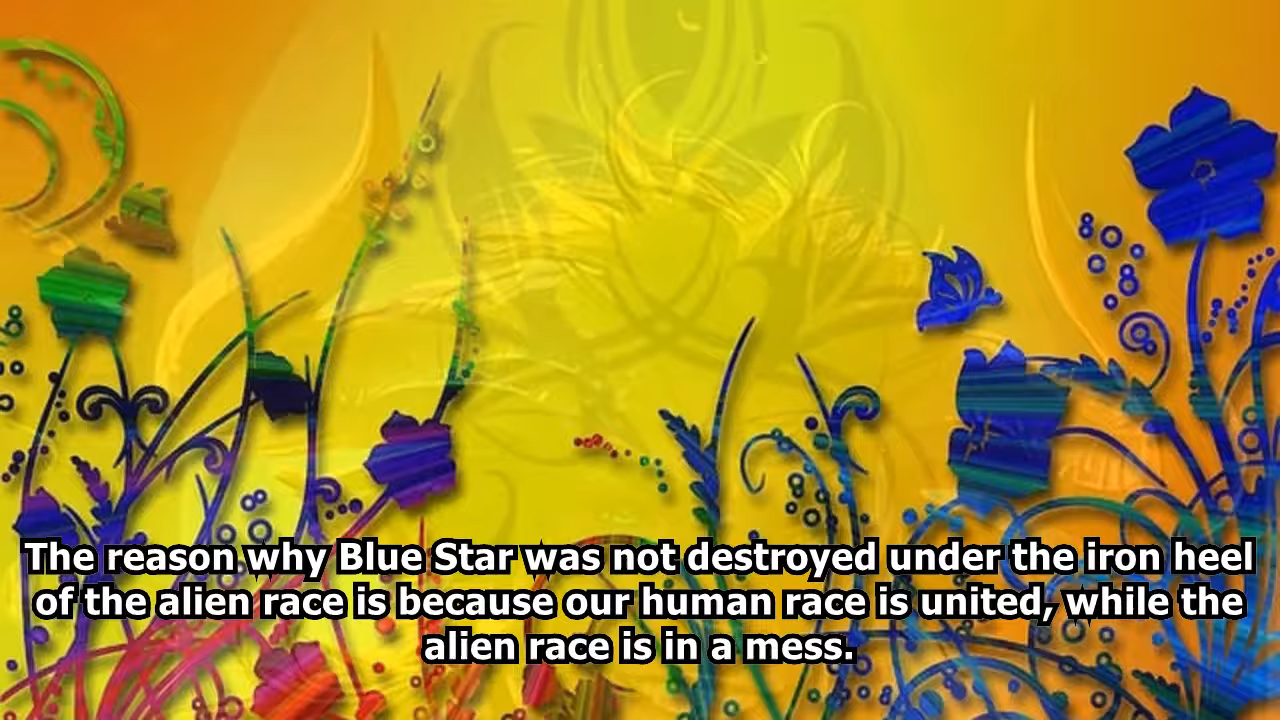 The reason why Blue Star was not destroyed under the iron heel
of the alien race is because our human race is united, while the
alien race is in a mess.